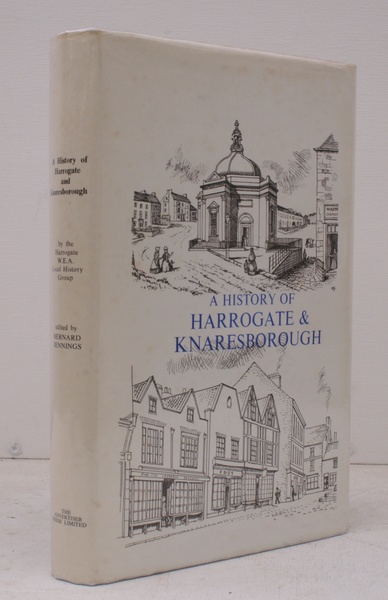 A History of
Harrogate
and
Knaresborough
by the
Harrogate
W.E.A.
Local History
Group
edited by
BERNARD
JENNINGS
THE
ADVERTISER
PRESS LIMITED
A HISTORY OF
HARROGATE &
KNARESBOROUGH